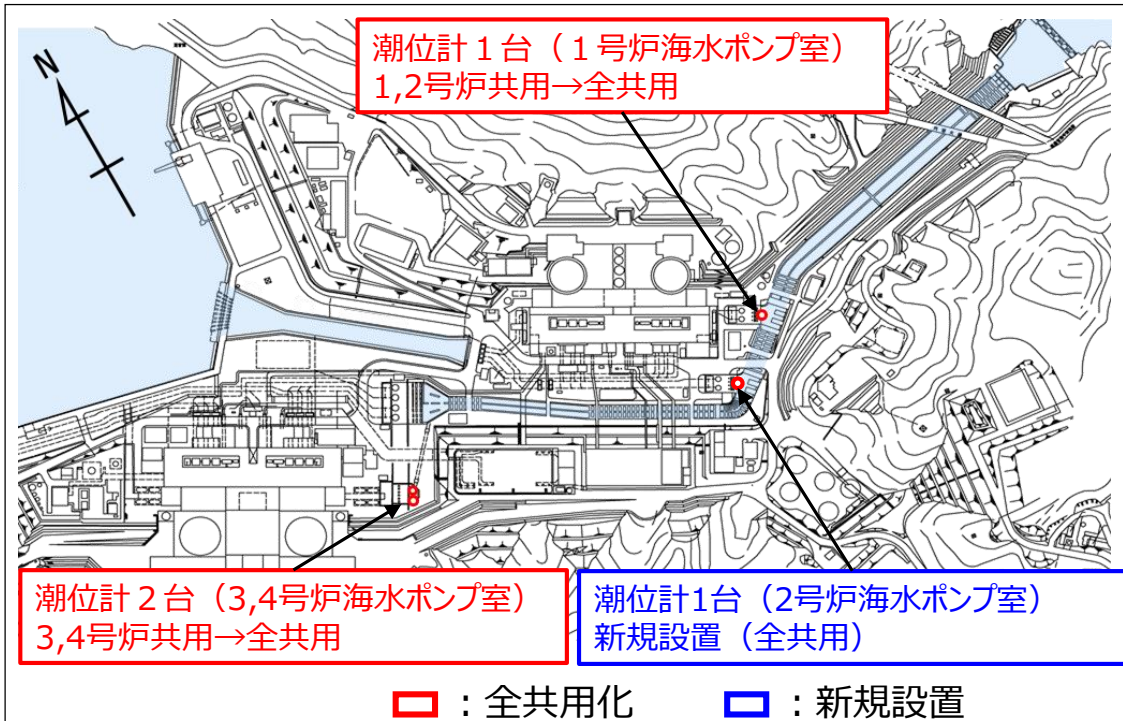 潮位計１台（１号炉海水ポンプ室）
1,2号炉共用→全共用
N
潮位計２台（3,4号炉海水ポンプ室）
3,4号炉共用→全共用
潮位計1台（2号炉海水ポンプ室）
新規設置（全共用）
：全共用化
：新規設置